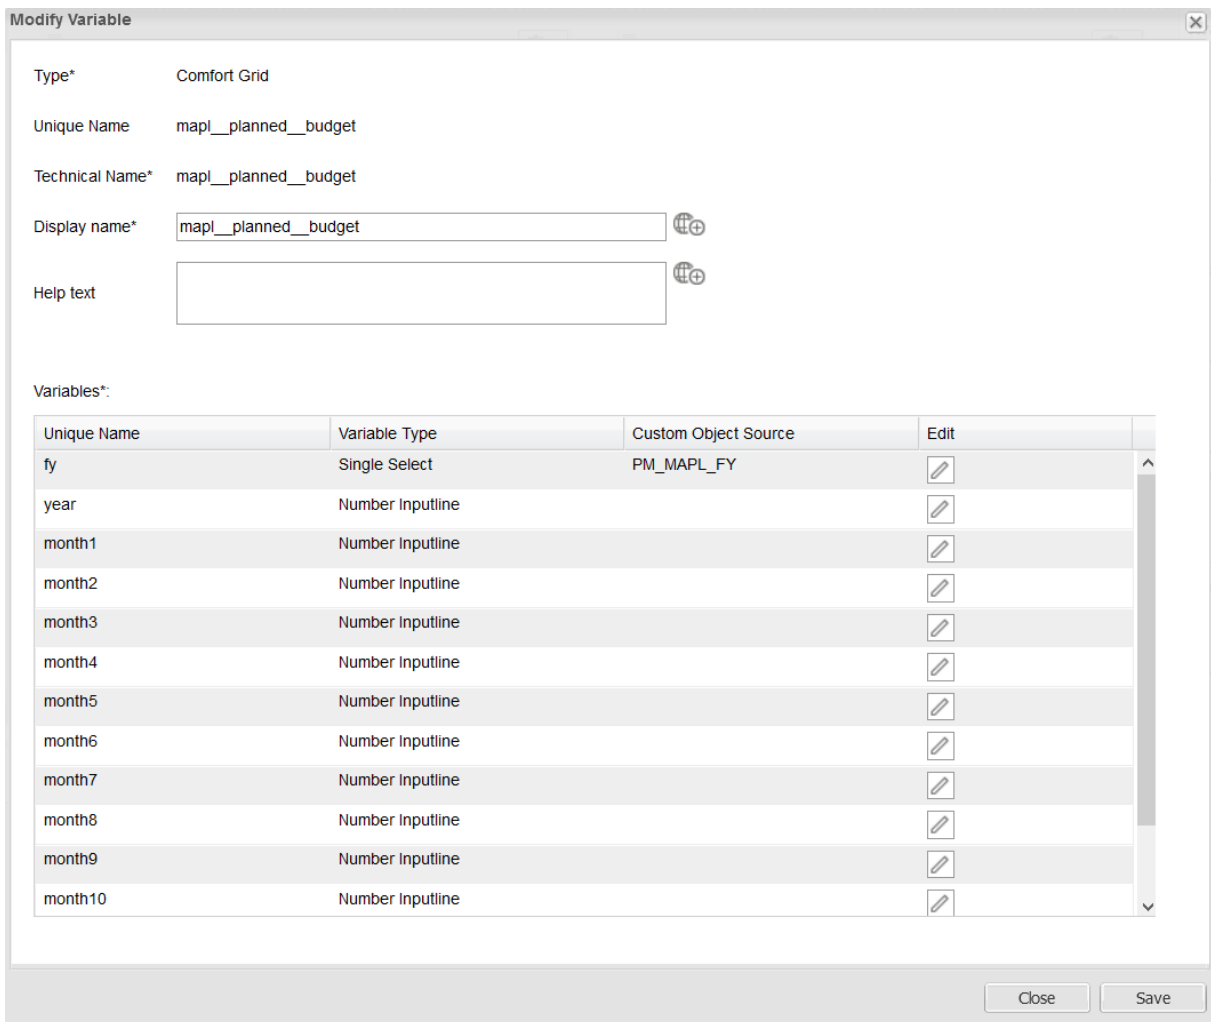 Modify Variable
Type* Comfort Grid
Unique Name mapl__planned__budget
Technical Name* mapl__planned__budget
Display name* mapl__planned__budget
Help text
Variables*:
Unique Name Variable Type Custom Object Source Edit
fy Single Select PM_MAPL_FY
year Number Inputline
month1 Number Inputline
month2 Number Inputline
month3 Number Inputline
month4 Number Inputline
month5 Number Inputline
month6 Number Inputline
month7 Number Inputline
month8 Number Inputline
month9 Number Inputline
month10 Number Inputline
Close Save